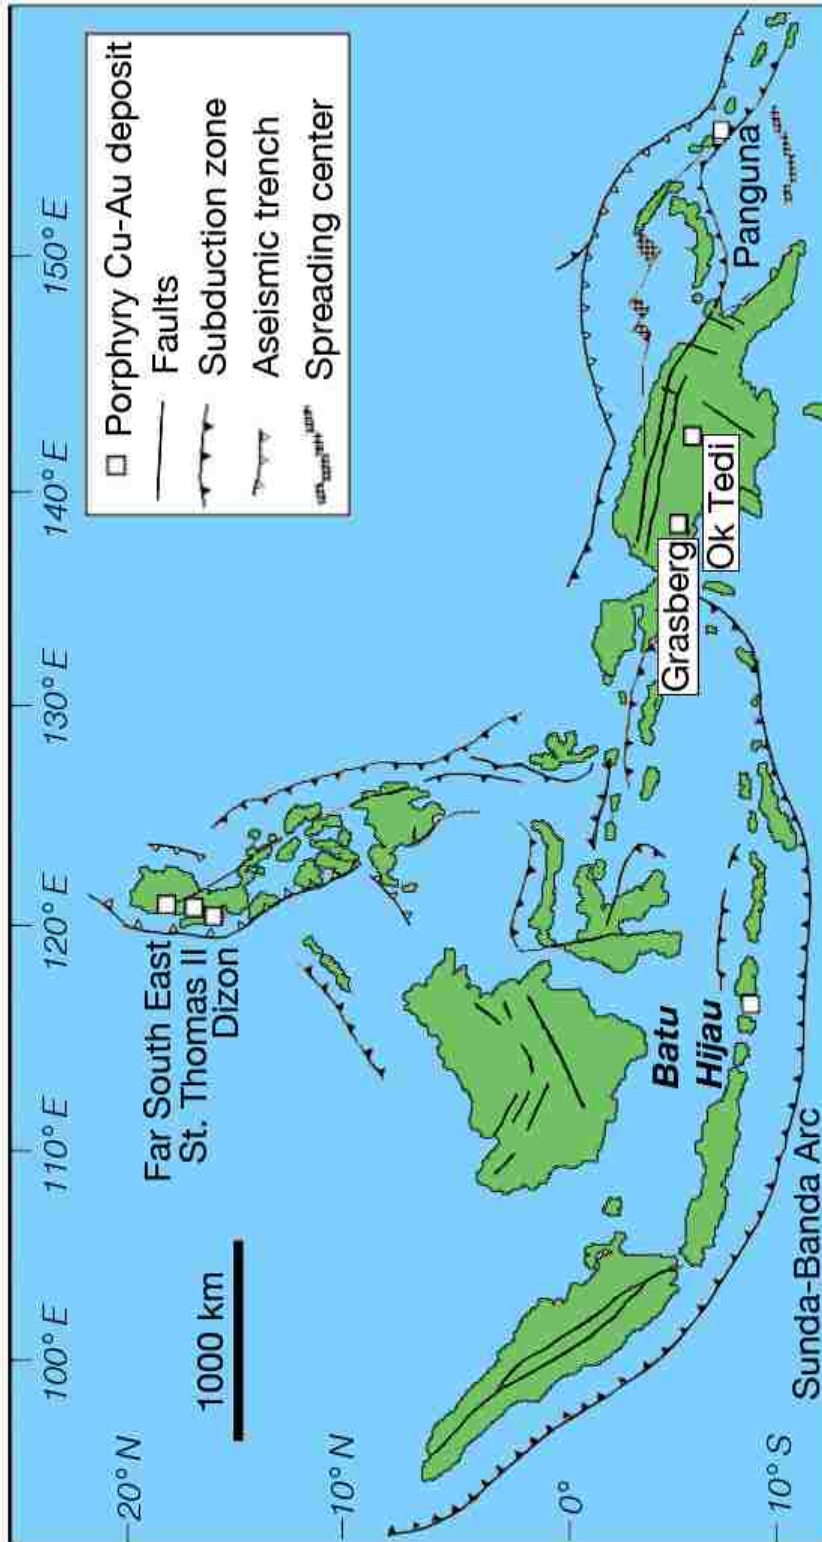 100° E
110° E
120° E
130° E
140° E
150° E
20° N
10° N
0°
10° S
1000 km
Porphyry Cu-Au deposit
Faults
Subduction zone
Aseismic trench
Spreading center
Far South East
St. Thomas II
Dizon
Batu
Hijau
Grasberg
Ok Tedi
Panguna
Sunda-Banda Arc